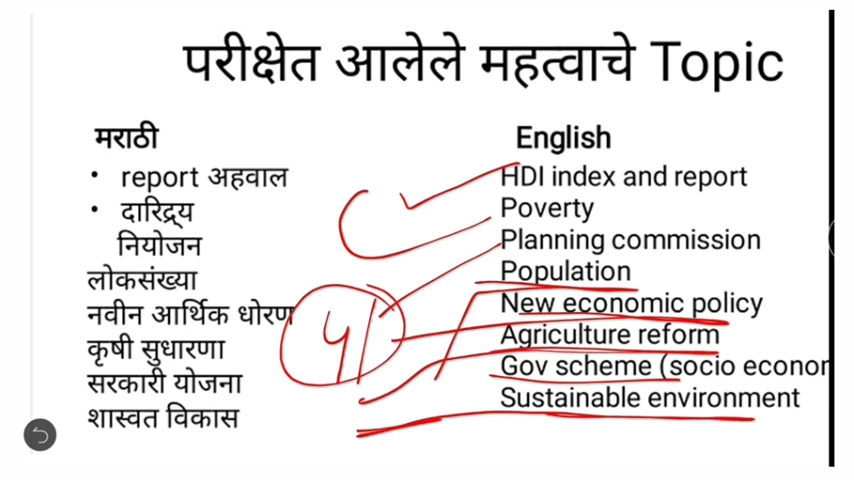 परीक्षेत आलेले महत्वाचे Topic
मराठी
• report अहवाल
• दारिद्र्य
नियोजन
लोकसंख्या
नवीन आर्थिक धोरण
कृषी सुधारणा
सरकारी योजना
शास्वत विकास
English
HDI index and report
Poverty
Planning commission
Population
New economic policy
Agriculture reform
Gov scheme (socio econom
Sustainable environment